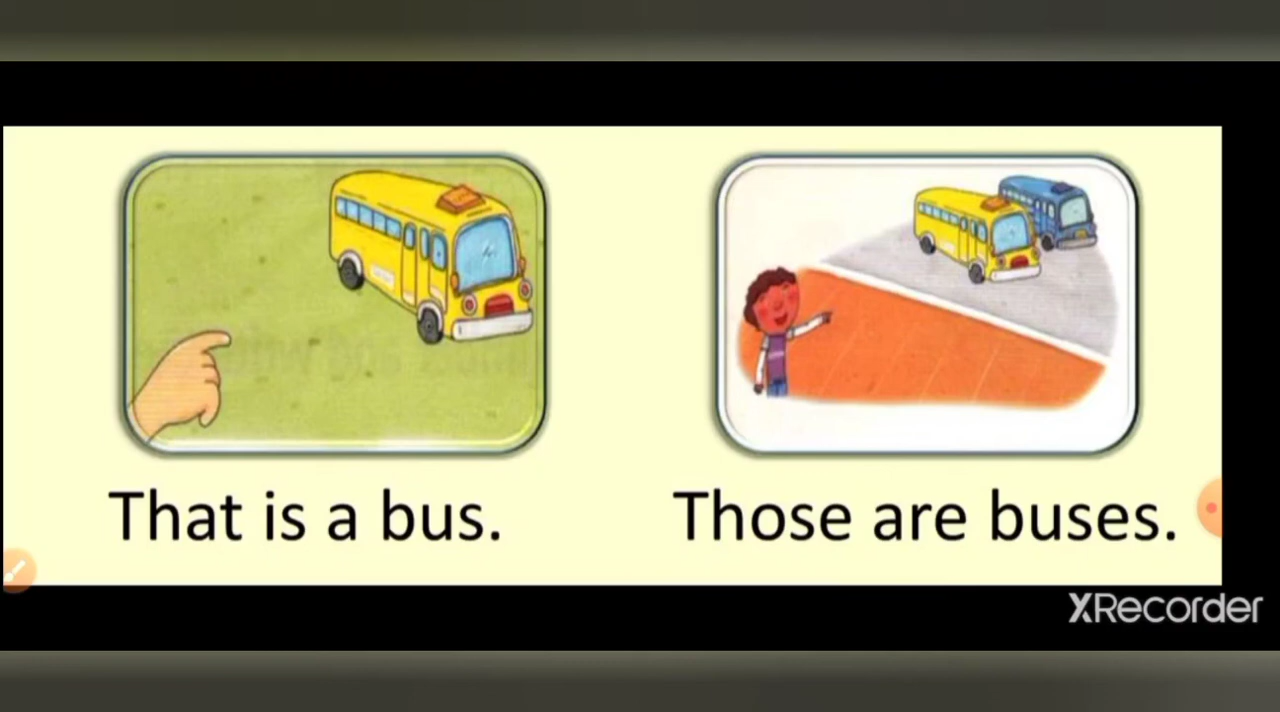 That is a bus.
Those are buses.
XRecorder